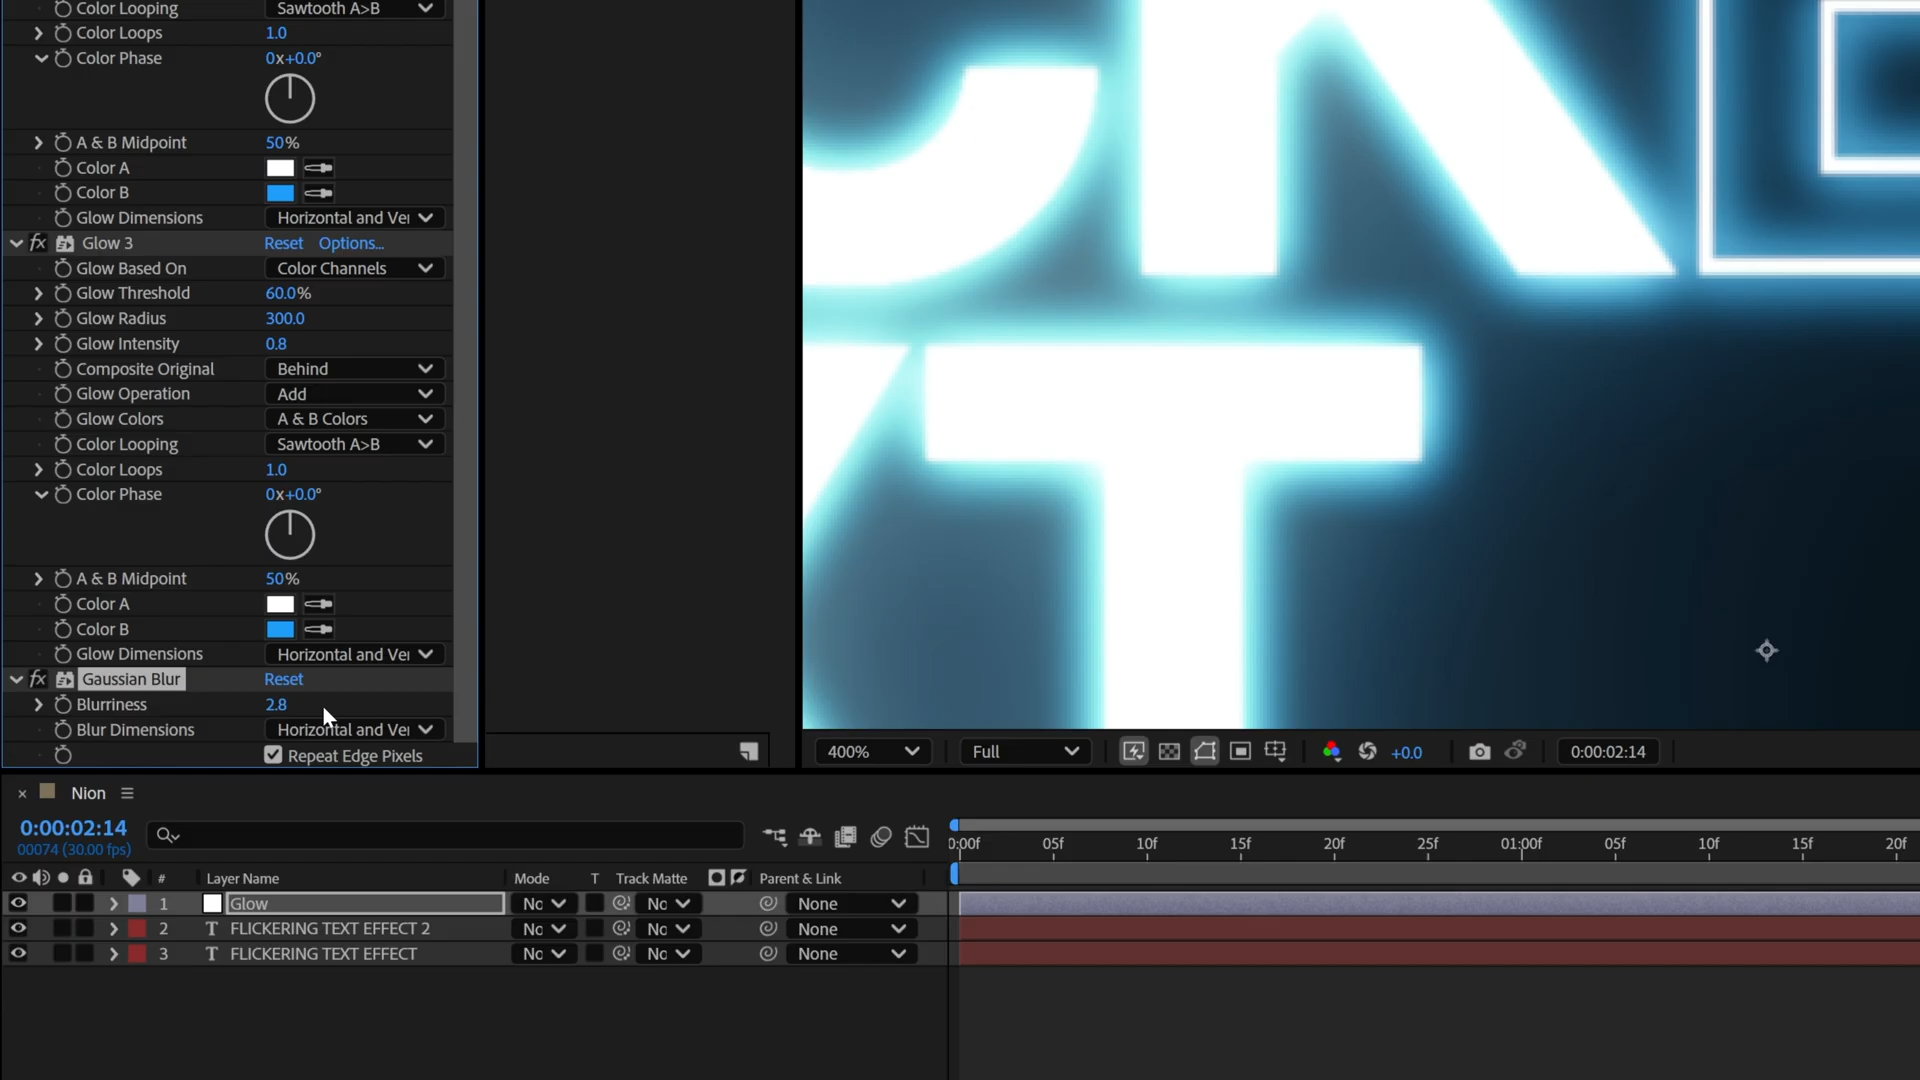 Color Looping Sawtooth A>B
Color Loops 1.0
Color Phase 0x+0.0°
A & B Midpoint 50%
Color A
Color B
Glow Dimensions Horizontal and Ver
fx Glow 3 Reset Options...
Glow Based On Color Channels
Glow Threshold 60.0%
Glow Radius 300.0
Glow Intensity 0.8
Composite Original Behind
Glow Operation Add
Glow Colors A & B Colors
Color Looping Sawtooth A>B
Color Loops 1.0
Color Phase 0x+0.0°
A & B Midpoint 50%
Color A
Color B
Glow Dimensions Horizontal and Ver
fx Gaussian Blur Reset
Blurriness 2.8
Blur Dimensions Horizontal and Ver
Repeat Edge Pixels
T
400% Full +0.0 0:00:02:14
Nion
0:00:02:14
00074 (30.00 fps)
0:00f 05f 10f 15f 20f 25f 01:00f 05f 10f 15f 20f
# Layer Name Mode T Track Matte Parent & Link
1 Glow No No None
2 T FLICKERING TEXT EFFECT 2 No No None
3 T FLICKERING TEXT EFFECT No No None